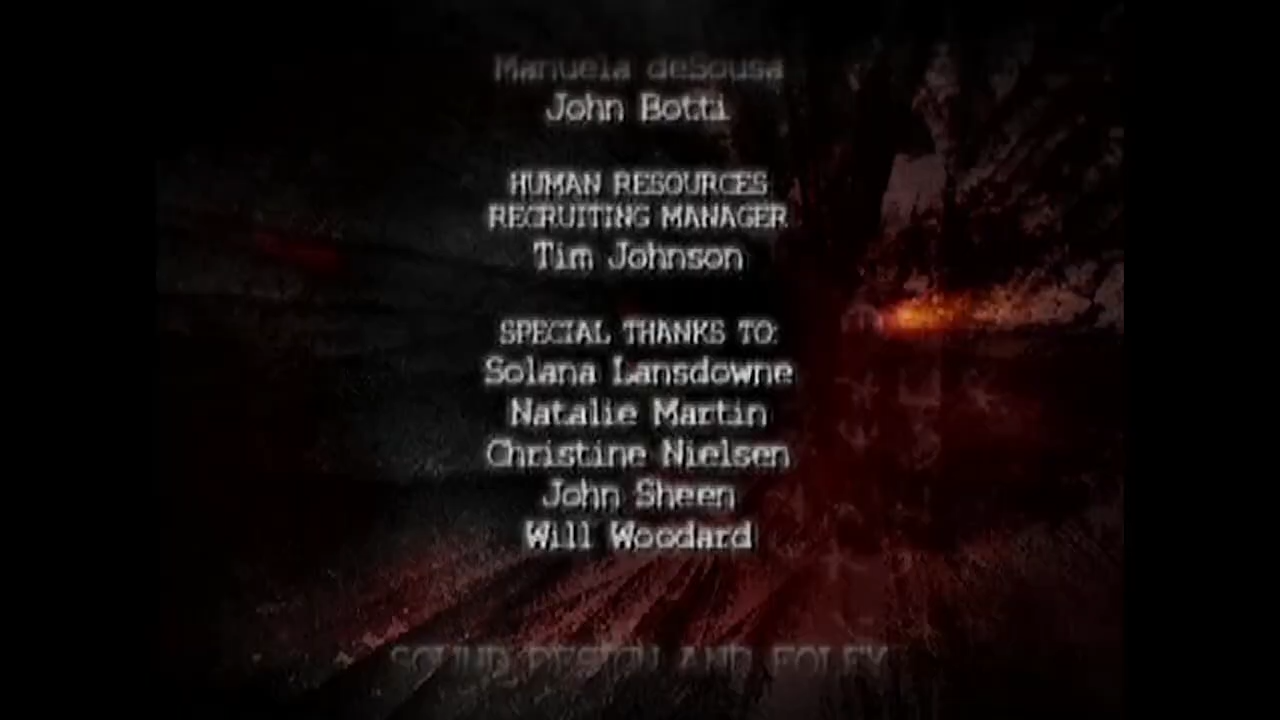 Manuela deSousa
John Botti
HUMAN RESOURCES
RECRUITING MANAGER
Tim Johnson
SPECIAL THANKS TO:
Solana Lansdowne
Natalie Martin
Christine Nielsen
John Sheen
Will Woodard
SOUND DESIGN AND FOLEY